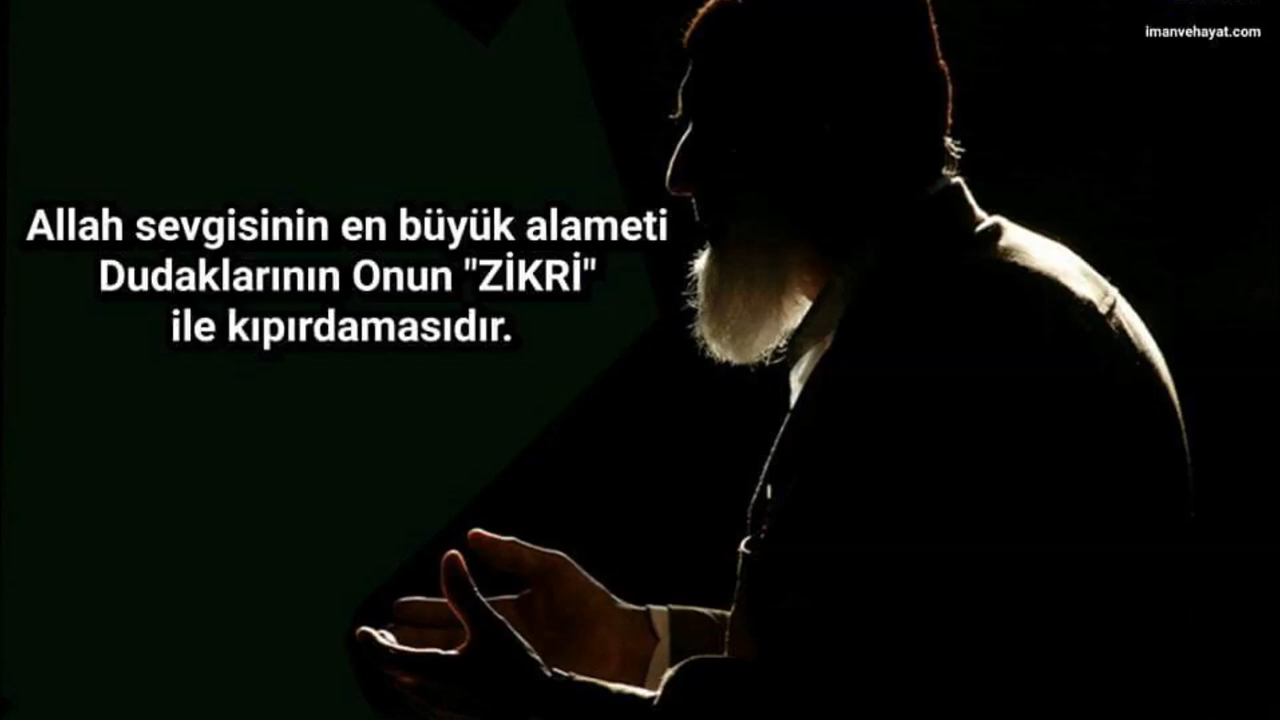 imanvehayat.com
Allah sevgisinin en büyük alameti
Dudaklarının Onun "ZİKRİ"
ile kıpırdamasıdır.